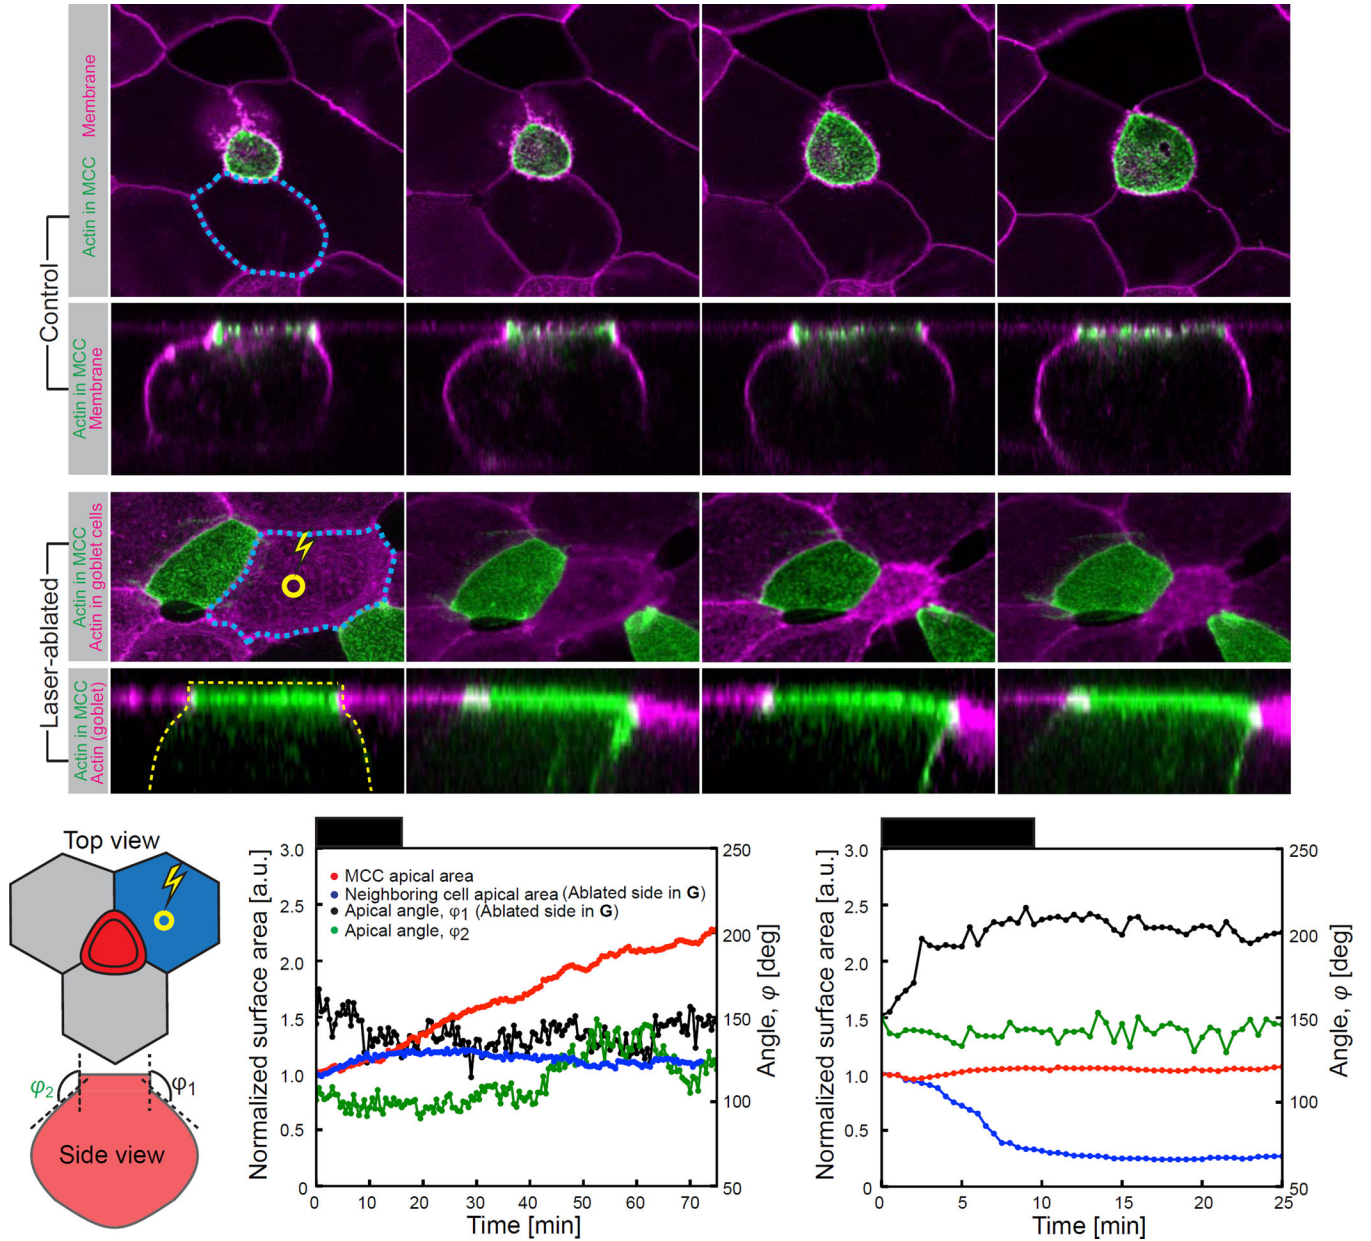 Control
Actin in MCC Membrane
Actin in MCC
Membrane
Laser-ablated
Actin in MCC
Actin in goblet cells
Actin in MCC
Actin (goblet)
Top view
φ2
φ1
Side view
Normalized surface area [a.u.]
3.0
2.5
2.0
1.5
1.0
0.5
0
MCC apical area
Neighboring cell apical area (Ablated side in G)
Apical angle, φ1 (Ablated side in G)
Apical angle, φ2
250
200
150
100
50
Angle, φ [deg]
0 10 20 30 40 50 60 70
Time [min]
Normalized surface area [a.u.]
3.0
2.5
2.0
1.5
1.0
0.5
0
250
200
150
100
50
Angle, φ [deg]
0 5 10 15 20 25
Time [min]